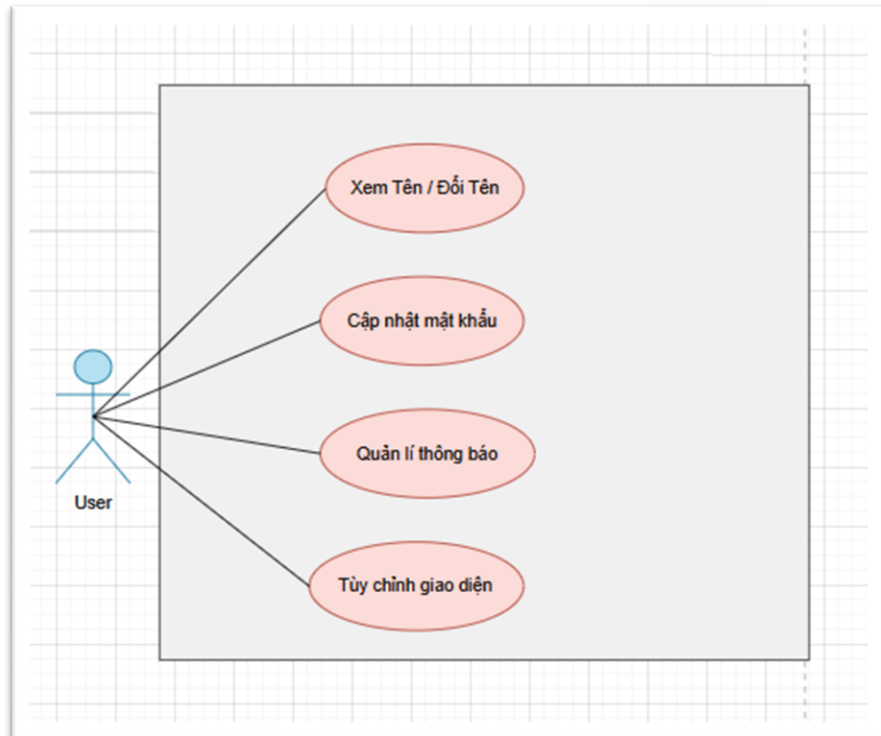 Xem Tên / Đổi Tên
Cập nhật mật khẩu
Quản lí thông báo
User
Tùy chỉnh giao diện